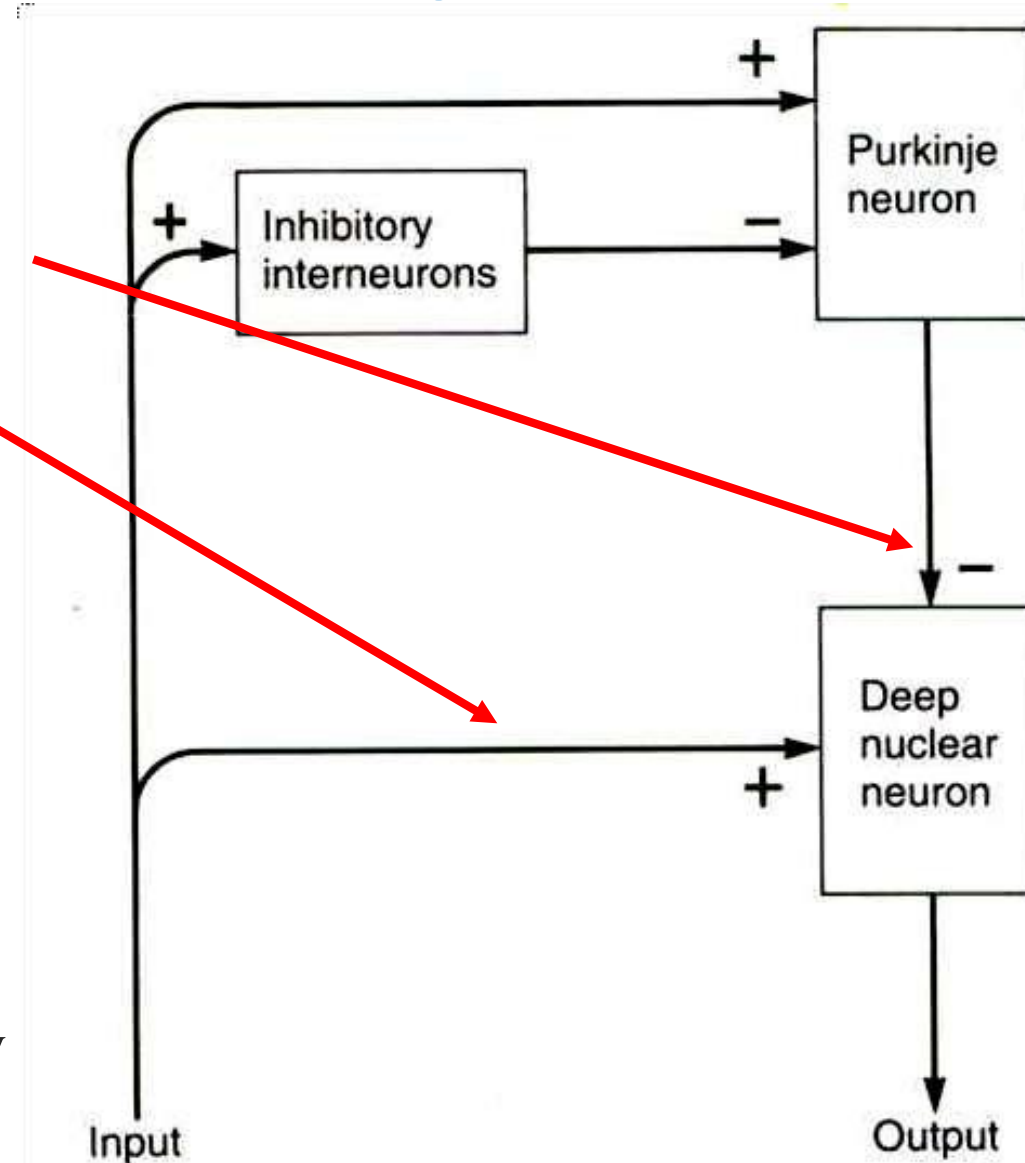 +
Purkinje
neuron
+
Inhibitory
interneurons
−
−
Deep
nuclear
neuron
+
Input
Output